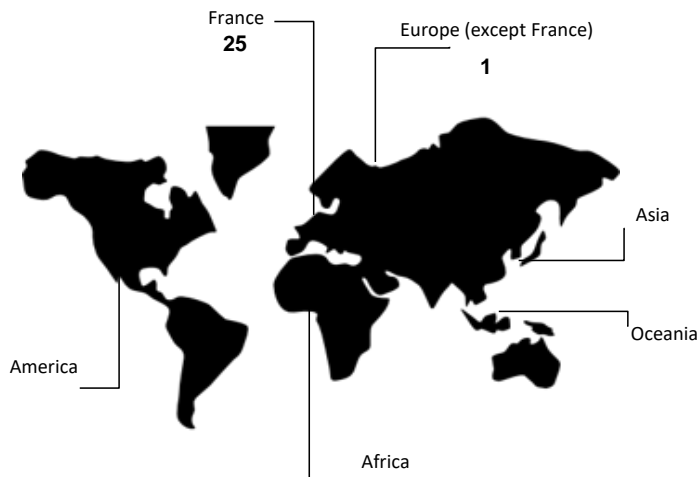 France
25
Europe (except France)
1
Asia
Oceania
America
Africa